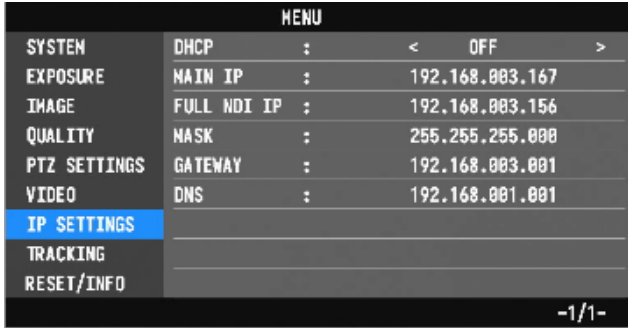 MENU
SYSTEM DHCP : < OFF >
EXPOSURE MAIN IP : 192.168.003.167
IMAGE FULL NDI IP : 192.168.003.156
QUALITY MASK : 255.255.255.000
PTZ SETTINGS GATEWAY : 192.168.003.001
VIDEO DNS : 192.168.001.001
IP SETTINGS
TRACKING
RESET/INFO
-1/1-